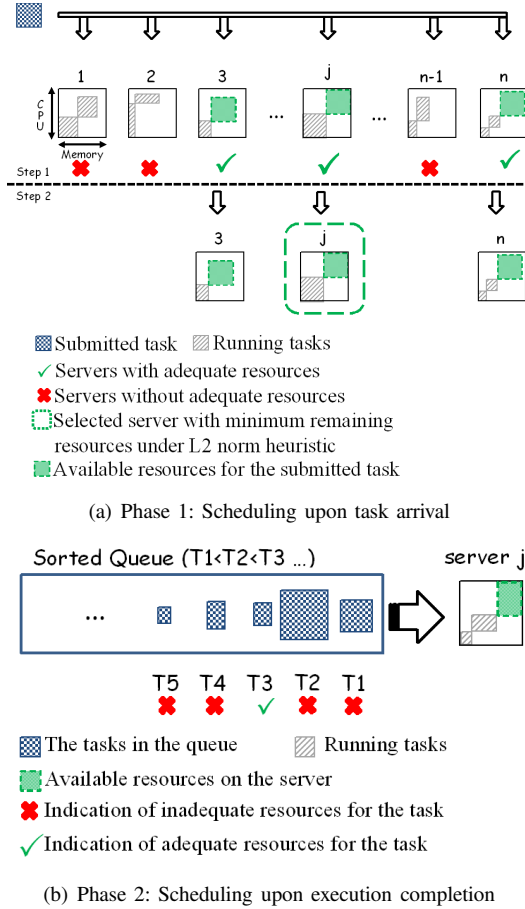 1 2 3 j n-1 n
... ...
CPU
Memory
Step 1
Step 2
3 j n
Submitted task Running tasks
Servers with adequate resources
Servers without adequate resources
Selected server with minimum remaining
resources under L2 norm heuristic
Available resources for the submitted task
(a) Phase 1: Scheduling upon task arrival
Sorted Queue (T1<T2<T3 ...) server j
...
T5 T4 T3 T2 T1
The tasks in the queue Running tasks
Available resources on the server
Indication of inadequate resources for the task
Indication of adequate resources for the task
(b) Phase 2: Scheduling upon execution completion